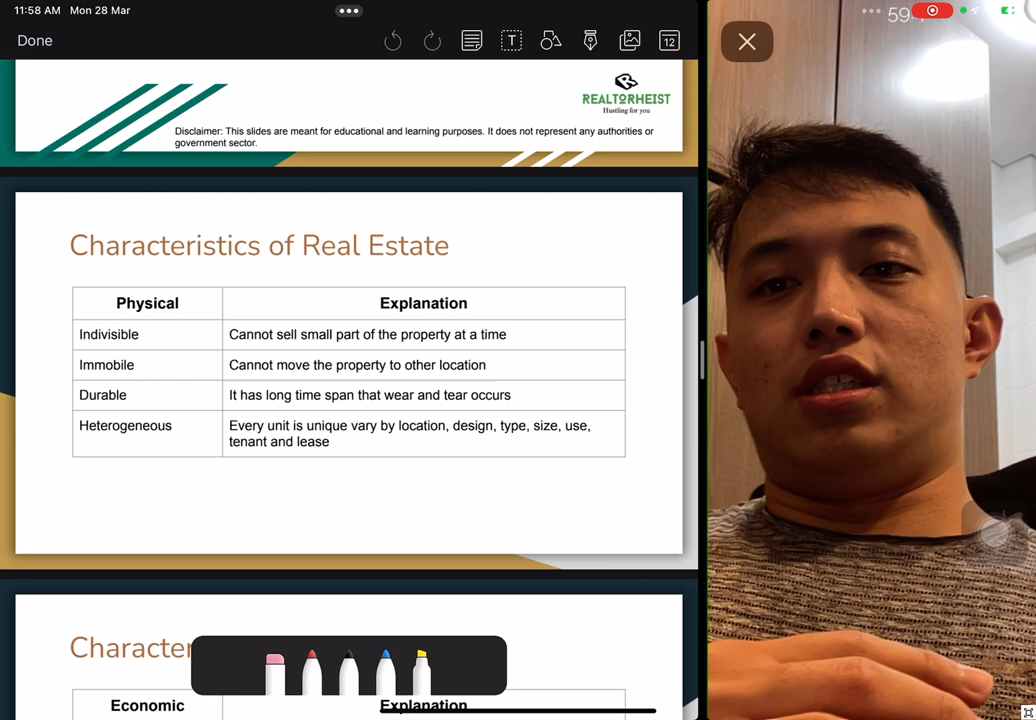 11:58 AM Mon 28 Mar
Done
T
12
REALTORHEIST
Hustling for you
Disclaimer: This slides are meant for educational and learning purposes. It does not represent any authorities or
government sector.
Characteristics of Real Estate
Physical Explanation
Indivisible Cannot sell small part of the property at a time
Immobile Cannot move the property to other location
Durable It has long time span that wear and tear occurs
Heterogeneous Every unit is unique vary by location, design, type, size, use,
tenant and lease
Economic Explanation